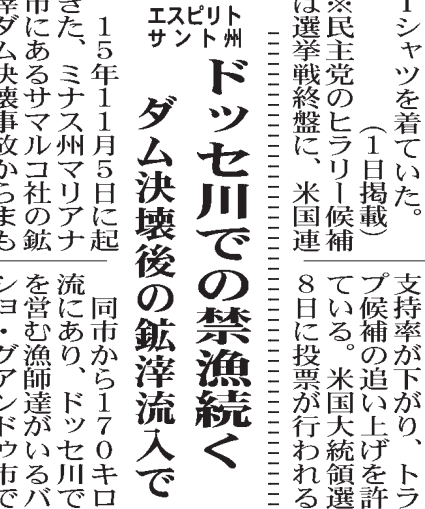 Tシャツを着ていた。
（１日掲載）
※民主党のヒラリー候補
は選挙戦終盤に、米国連
支持率が下がり、トラ
プ候補の追い上げを許
ている。米国大統領選
８日に投票が行われる
エスピリト
サント州
ドッセ川での禁漁続く
ダム決壊後の鉱滓流入で
１５年１１月５日に起
きた、ミナス州マリアナ
市にあるサマルコ社の鉱
滓ダム決壊事故からまも
同市から１７０キロ
流にあり、ドッセ川で
を営む漁師達がいるバ
ショ・グアンドゥ市で